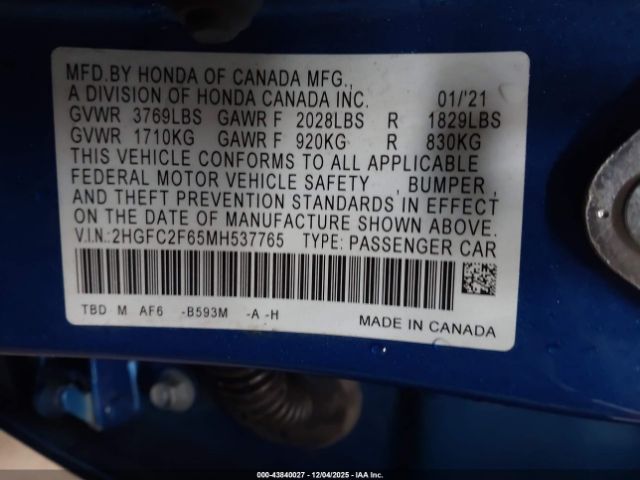 MFD.BY HONDA OF CANADA MFG.,
A DIVISION OF HONDA CANADA INC. 01/'21
GVWR 3769LBS GAWR F 2028LBS R 1829LBS
GVWR 1710KG GAWR F 920KG R 830KG
THIS VEHICLE CONFORMS TO ALL APPLICABLE
FEDERAL MOTOR VEHICLE SAFETY , BUMPER ,
AND THEFT PREVENTION STANDARDS IN EFFECT
ON THE DATE OF MANUFACTURE SHOWN ABOVE.
V.I.N.:2HGFC2F65MH537765 TYPE: PASSENGER CAR
TBD M AF6 -B593M -A -H
MADE IN CANADA
000-43840027 - 12/04/2025 - IAA Inc.